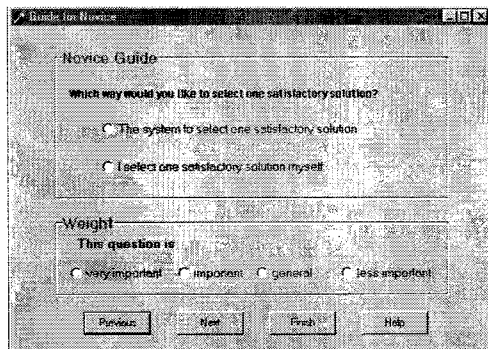 Guide for Novice
Novice Guide
Which way would you like to select one satisfactory solution?
The system to select one satisfactory solution
I select one satisfactory solution myself
Weight
This question is
very important important general less important
Previous Next Finish Help